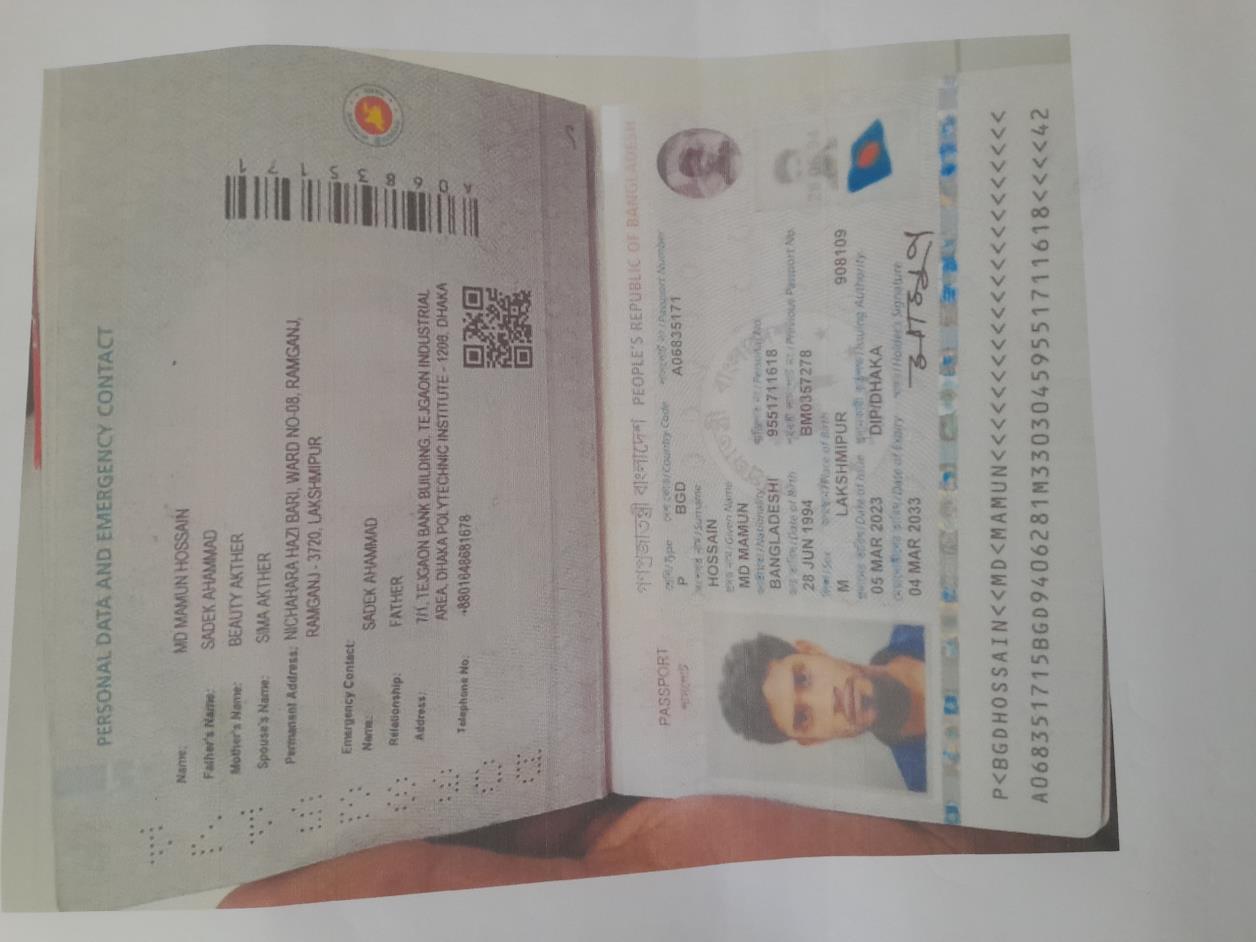 PERSONAL DATA AND EMERGENCY CONTACT
Name: MD MAMUN HOSSAIN
Father's Name: SADEK AHAMMAD
Mother's Name: BEAUTY AKTHER
Spouse's Name: SIMA AKTHER
Permanent Address: NICHAHARA HAZI BARI, WARD NO-08, RAMGANJ,
RAMGANJ - 3720, LAKSHMIPUR
Emergency Contact:
Name: SADEK AHAMMAD
Relationship: FATHER
Address: 7/1, TEJGAON BANK BUILDING, TEJGAON INDUSTRIAL
AREA, DHAKA POLYTECHNIC INSTITUTE - 1208, DHAKA
Telephone No: +8801648681678
A06835171
গণপ্রজাতন্ত্রী বাংলাদেশ PEOPLE'S REPUBLIC OF BANGLADESH
PASSPORT
পাসপোর্ট
শ্রেণি/Type দেশ কোড/Country Code পাসপোর্ট নং/Passport Number
P BGD A06835171
Surname
HOSSAIN
Given Name
MD MAMUN
Nationality Personal No.
BANGLADESHI 9551711618
Date of Birth Previous Passport No.
28 JUN 1994 BM0357278
Sex Place of Birth
M LAKSHMIPUR 908109
Date of Issue Issuing Authority
05 MAR 2023 DIP/DHAKA
Date of Expiry Holder's Signature
04 MAR 2033
P<BGDHOSSAIN<<MD<MAMUN<<<<<<<<<<<<<<<<<<<<<<
A068351715BGD9406281M33030459551711618<<<<42